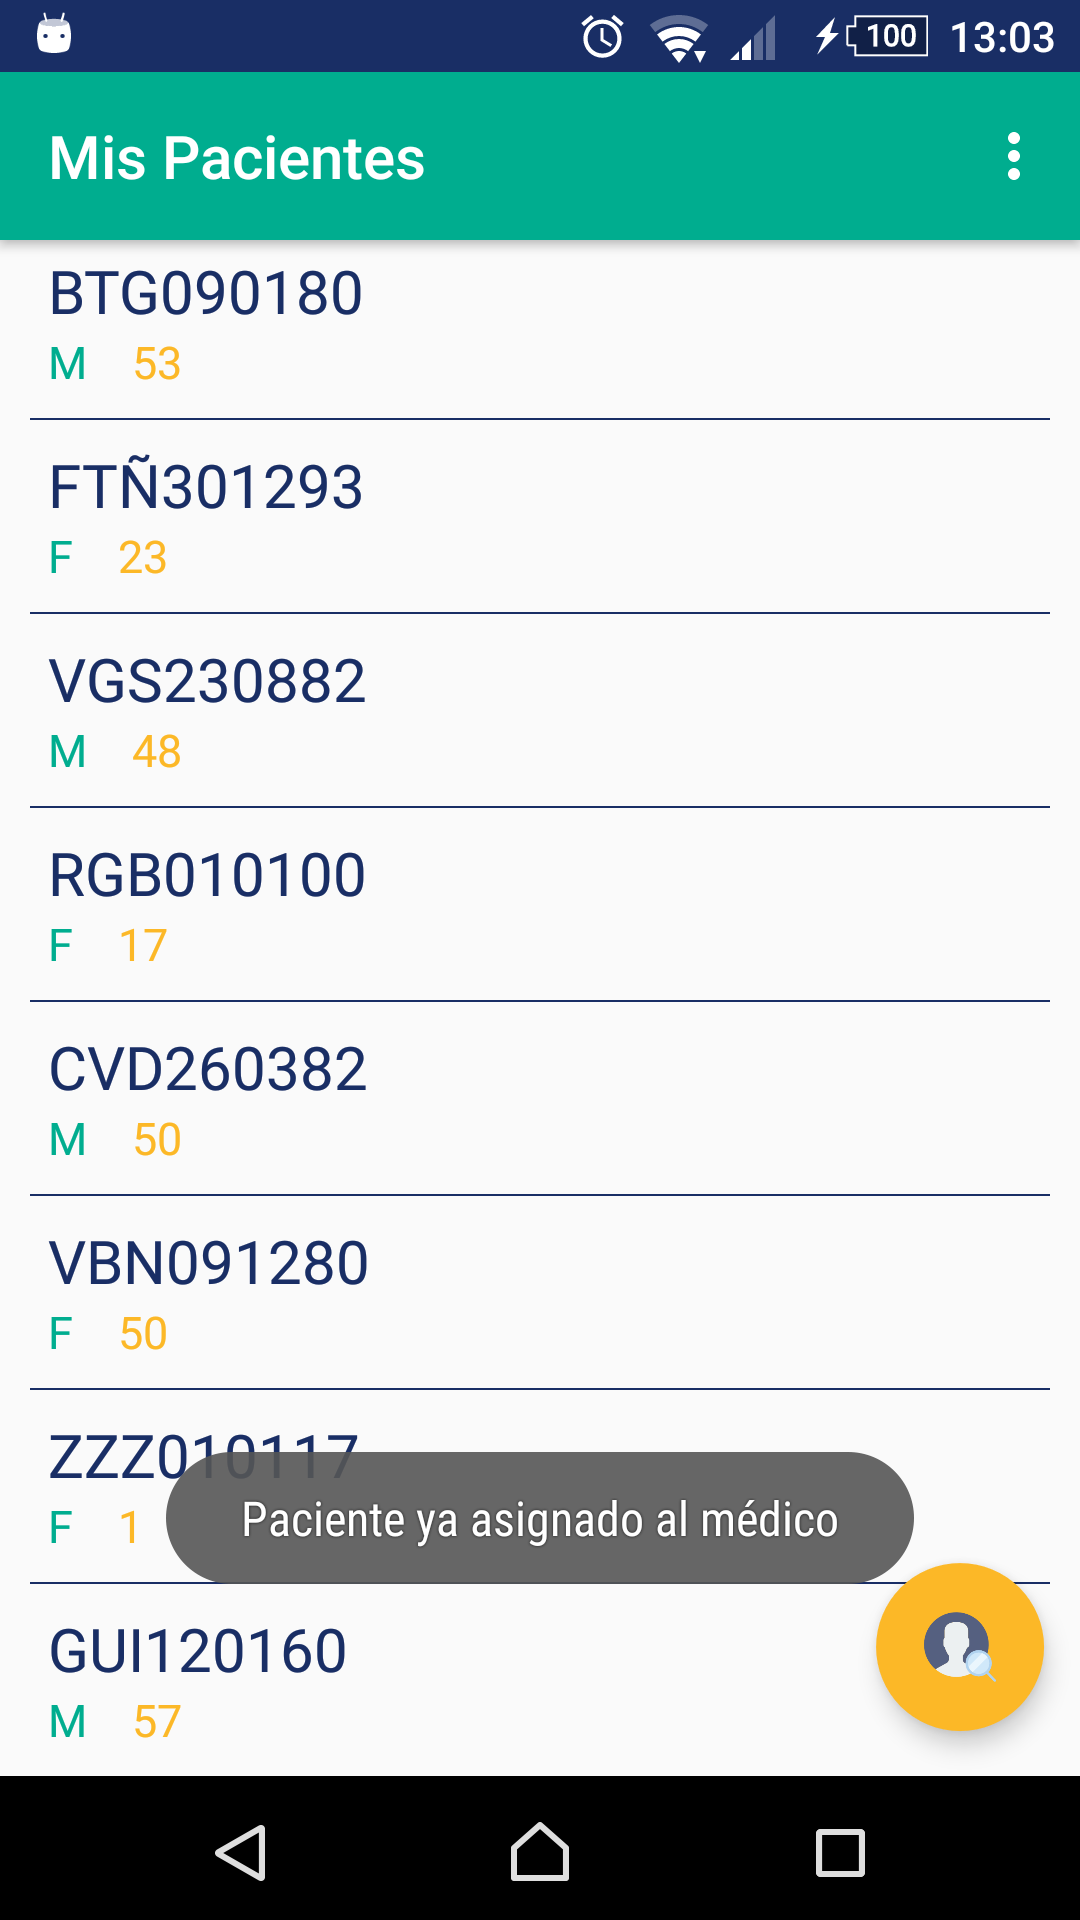 100 13:03
Mis Pacientes
BTG090180
M 53
FTÑ301293
F 23
VGS230882
M 48
RGB010100
F 17
CVD260382
M 50
VBN091280
F 50
ZZZ010117
F 1
Paciente ya asignado al médico
GUI120160
M 57